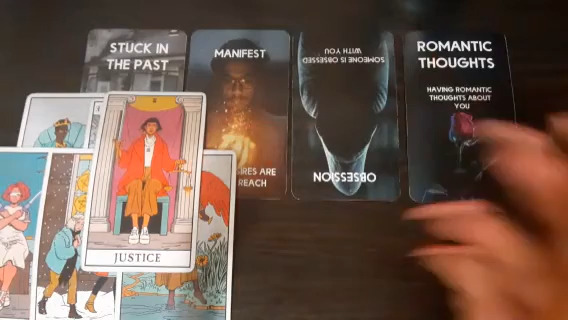 STUCK IN
THE PAST
MANIFEST
IRES ARE
REACH
SOMEONE IS OBSESSED
WITH YOU
OBSESSION
ROMANTIC
THOUGHTS
HAVING ROMANTIC
THOUGHTS ABOUT
YOU
JUSTICE